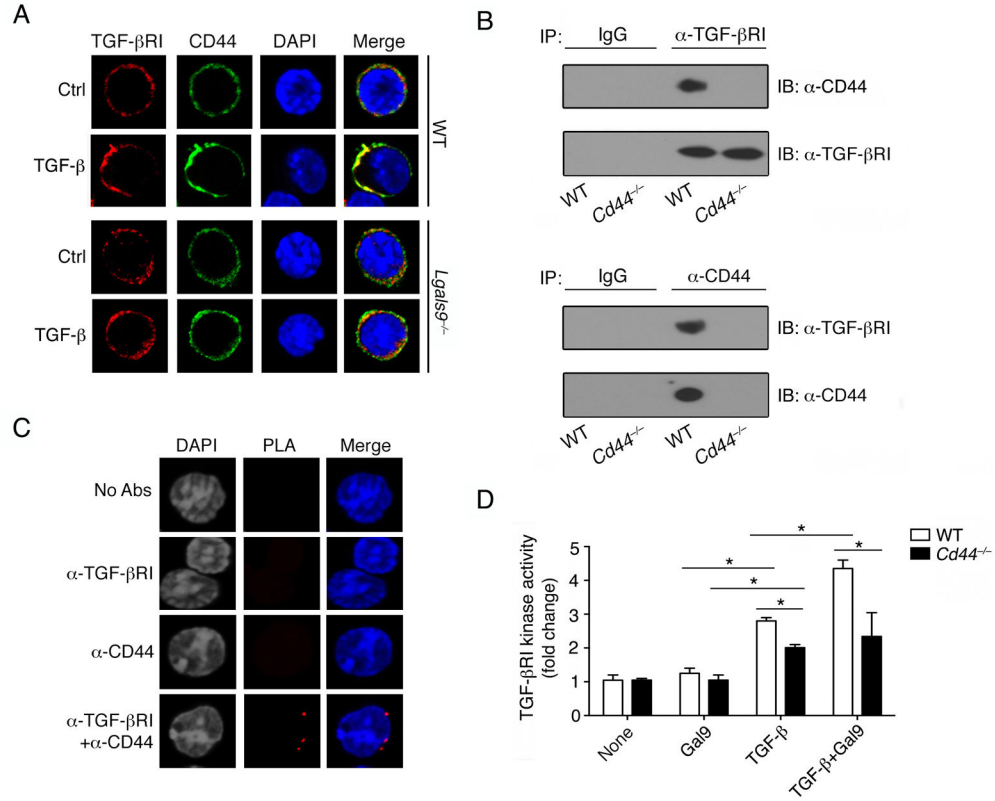 A
TGF-βRI CD44 DAPI Merge
Ctrl
TGF-β
WT
Ctrl
TGF-β
Lgals9–/–
B
IP: IgG α-TGF-βRI
IB: α-CD44
IB: α-TGF-βRI
WT Cd44–/– WT Cd44–/–
IP: IgG α-CD44
IB: α-TGF-βRI
IB: α-CD44
WT Cd44–/– WT Cd44–/–
C
DAPI PLA Merge
No Abs
α-TGF-βRI
α-CD44
α-TGF-βRI
+α-CD44
D
WT
Cd44–/–
TGF-βRI kinase activity
(fold change)
5
4
3
2
1
0
* *
*
*
*
None Gal9 TGF-β TGF-β+Gal9